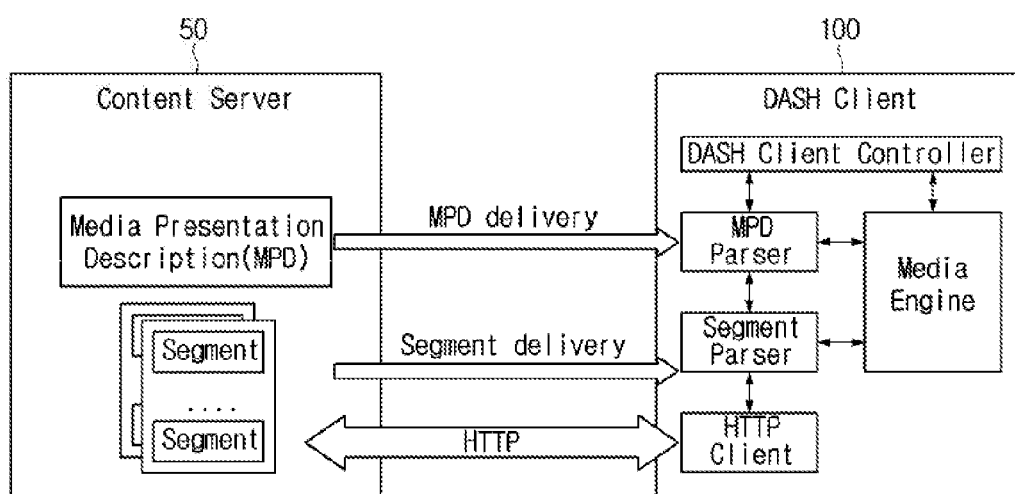 50
100
Content Server
DASH Client
DASH Client Controller
Media Presentation
Description(MPD)
MPD delivery
MPD
Parser
Media
Engine
Segment
Segment delivery
Segment
Parser
....
Segment
HTTP
HTTP
Client